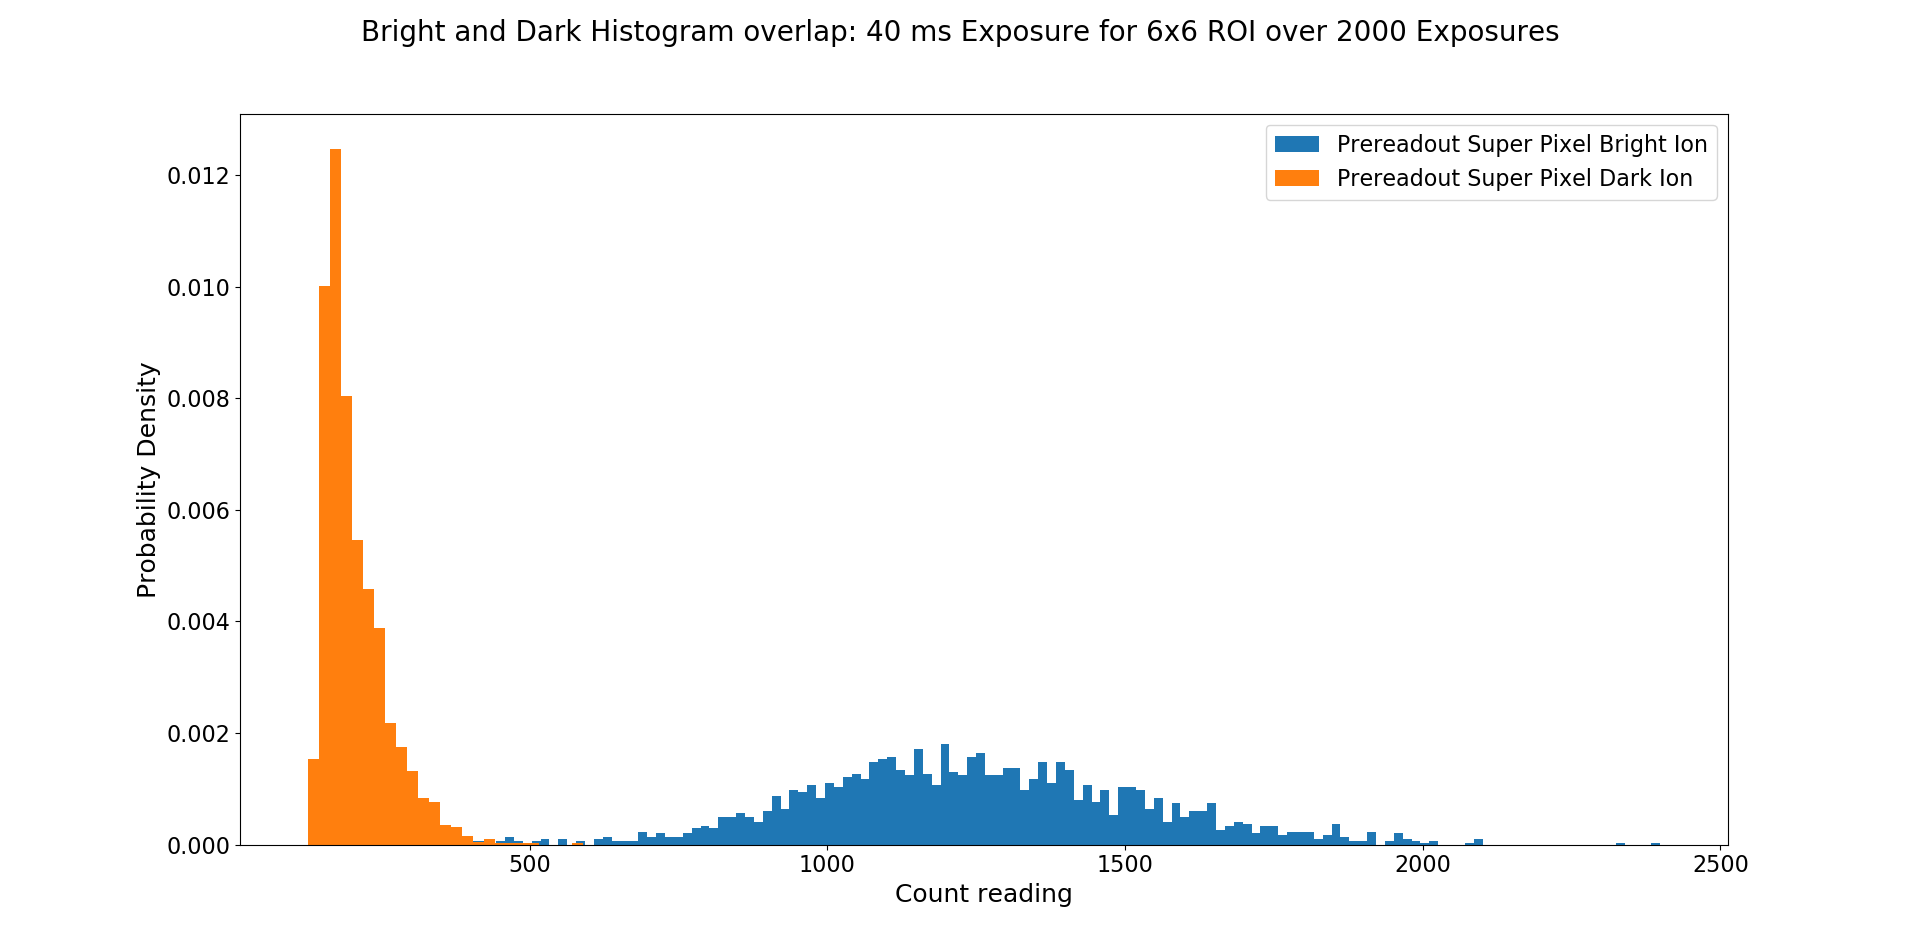 Bright and Dark Histogram overlap: 40 ms Exposure for 6x6 ROI over 2000 Exposures
Prereadout Super Pixel Bright Ion
Prereadout Super Pixel Dark Ion
Probability Density
0.012
0.010
0.008
0.006
0.004
0.002
0.000
500 1000 1500 2000 2500
Count reading